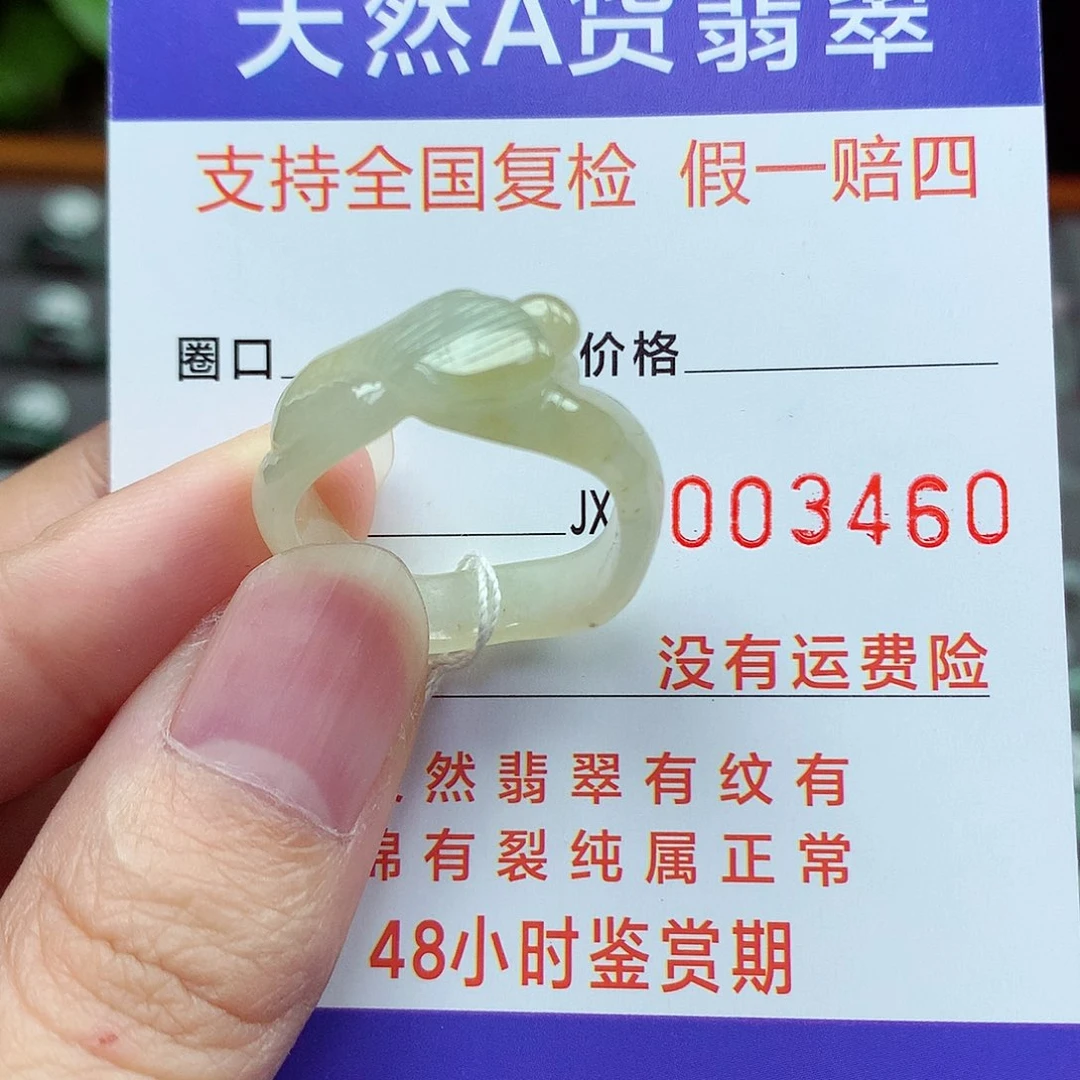 天然A货翡翠
支持全国复检 假一赔四
圈口 价格
JX 003460
没有运费险
然翡翠有纹有
棉有裂纯属正常
48小时鉴赏期